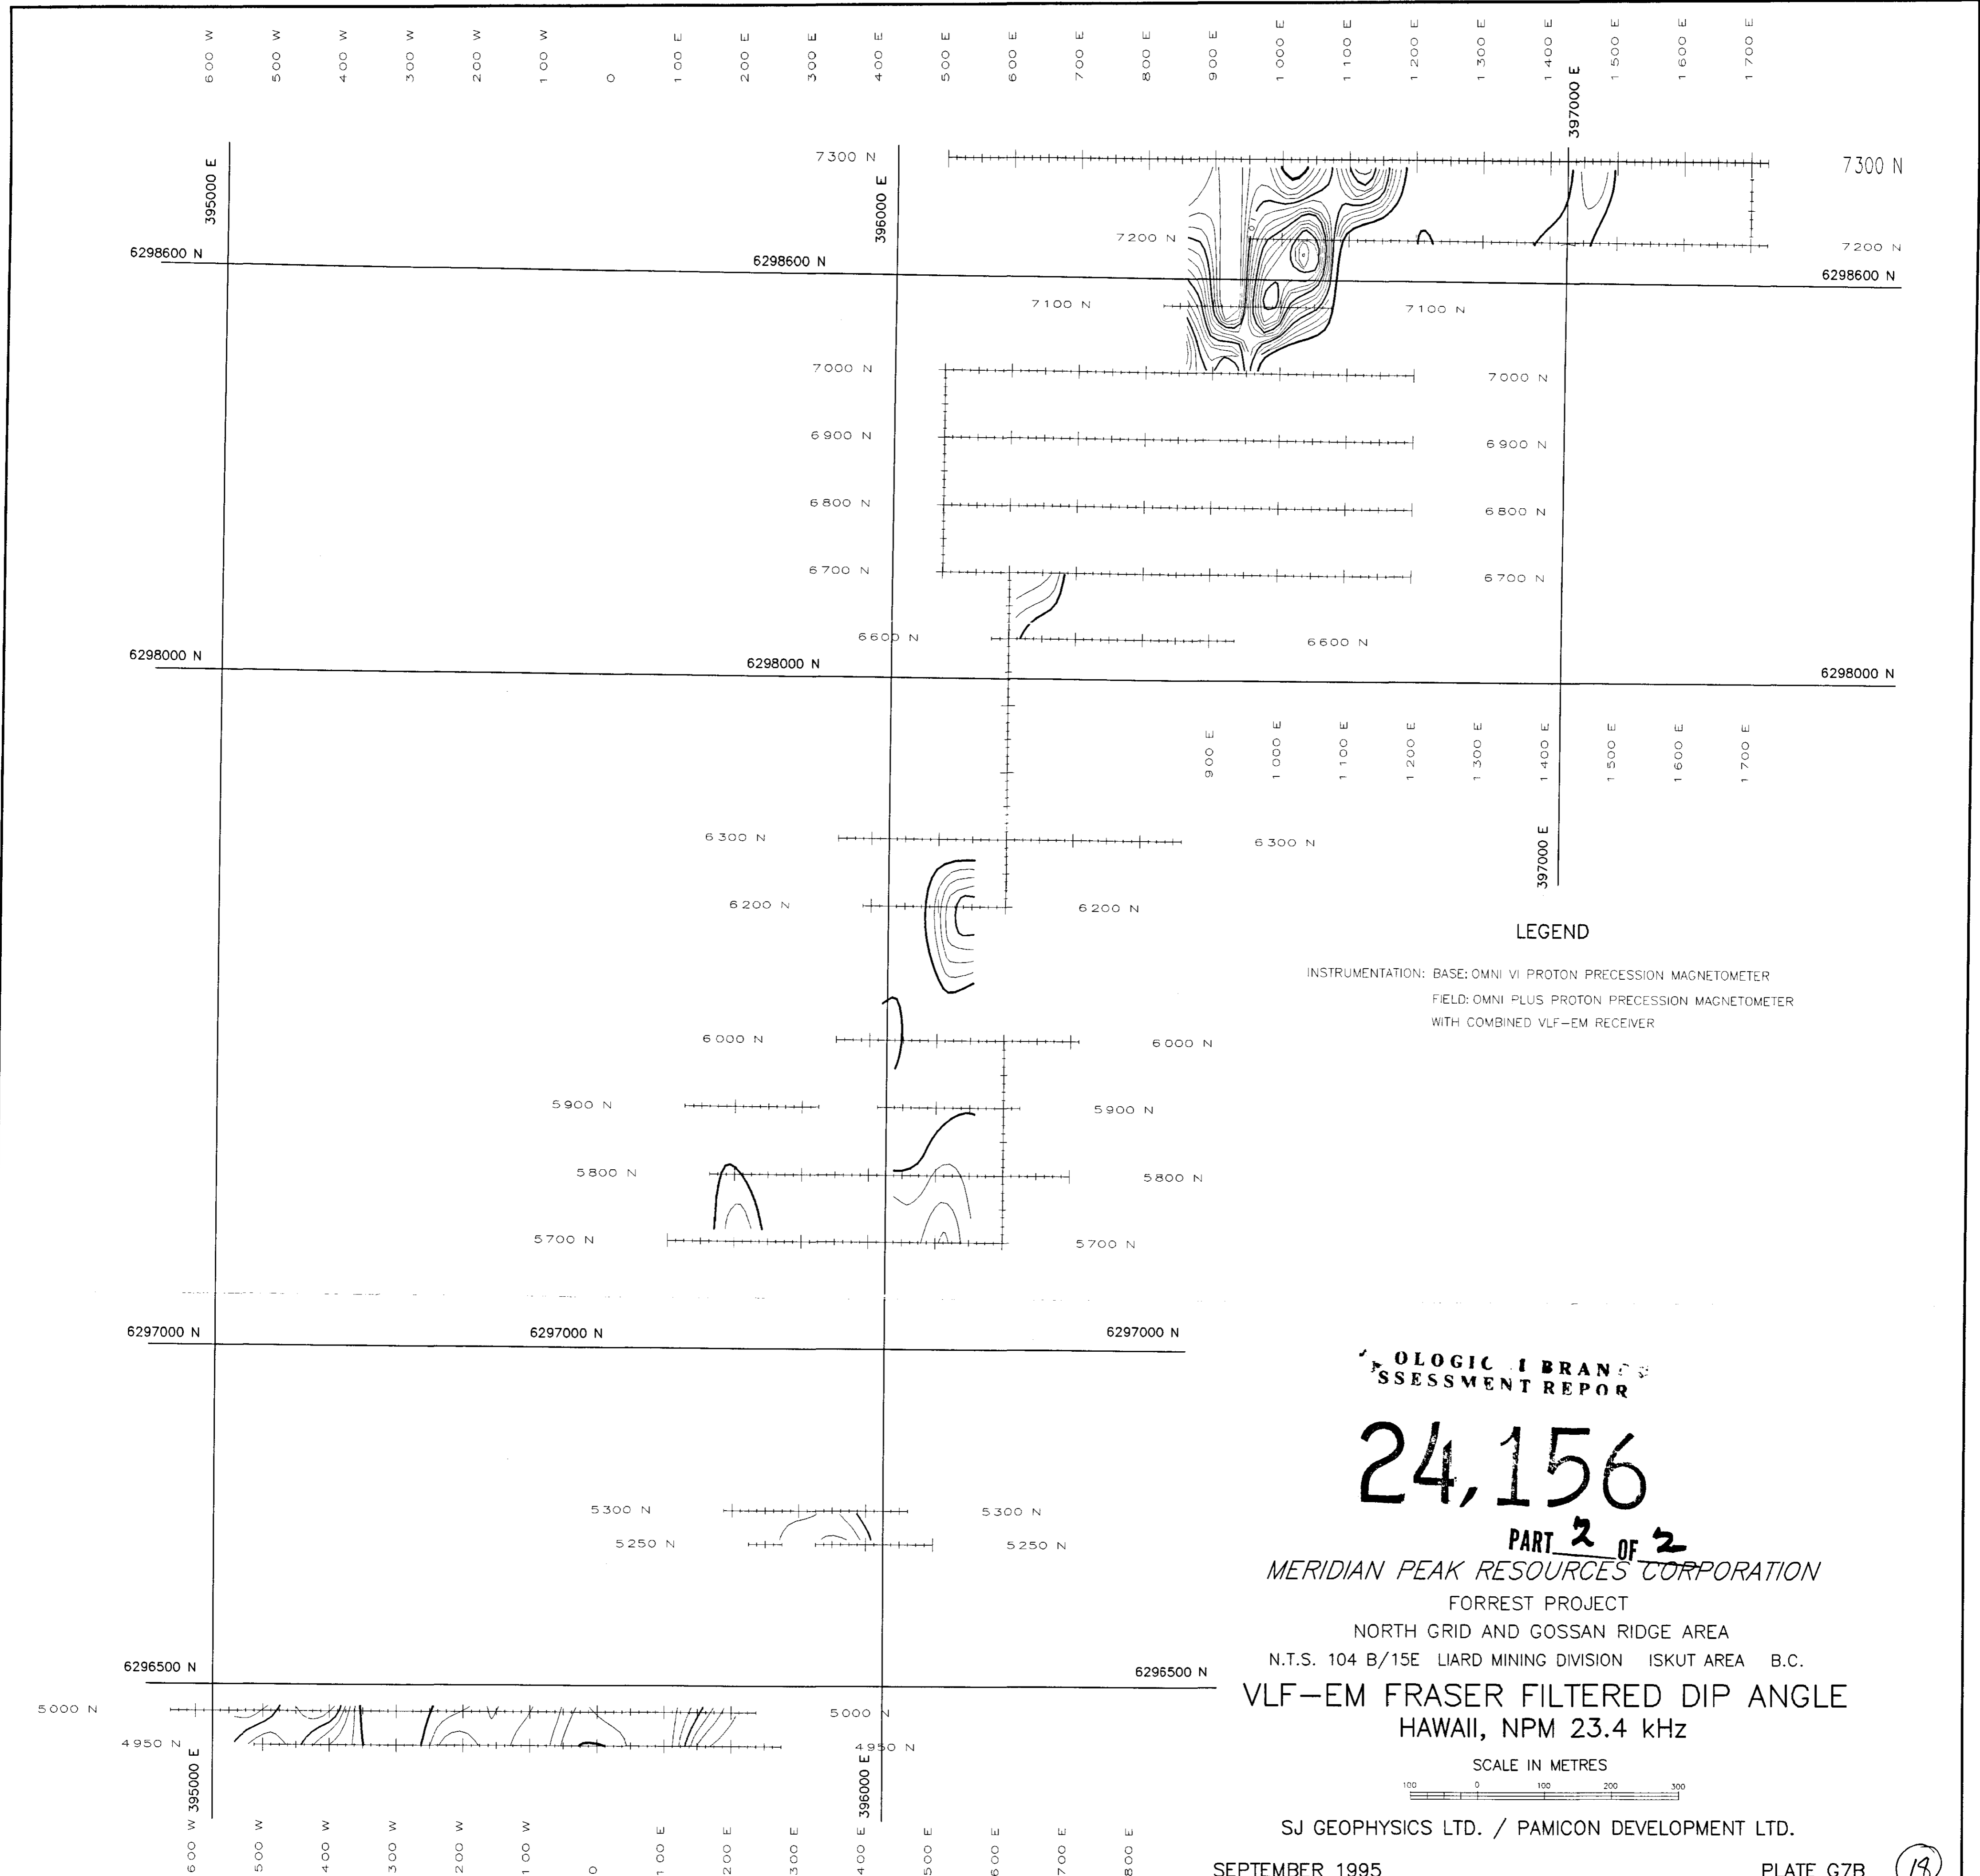 600 W 500 W 400 W 300 W 200 W 100 W 0 100 E 200 E 300 E 400 E 500 E 600 E 700 E 800 E 900 E 1000 E 1100 E 1200 E 1300 E 1400 E 1500 E 1600 E 1700 E
395000 E
396000 E
397000 E
7300 N
7300 N
7200 N
7200 N
6298600 N
6298600 N
6298600 N
7100 N
7100 N
7000 N
7000 N
6900 N
6900 N
6800 N
6800 N
6700 N
6700 N
6600 N
6600 N
6298000 N
6298000 N
6298000 N
900 E 1000 E 1100 E 1200 E 1300 E 1400 E 1500 E 1600 E 1700 E
397000 E
6300 N
6300 N
6200 N
6200 N
LEGEND
INSTRUMENTATION: BASE: OMNI VI PROTON PRECESSION MAGNETOMETER
FIELD: OMNI PLUS PROTON PRECESSION MAGNETOMETER
WITH COMBINED VLF-EM RECEIVER
6000 N
6000 N
5900 N
5900 N
5800 N
5800 N
5700 N
5700 N
6297000 N
6297000 N
6297000 N
5300 N
5300 N
5250 N
5250 N
6296500 N
6296500 N
5000 N
5000 N
4950 N
4950 N
395000 E
396000 E
600 W 500 W 400 W 300 W 200 W 100 W 0 100 E 200 E 300 E 400 E 500 E 600 E 700 E 800 E
OLOGIC BRAN
SSESSMENT REPOR
24,156
PART 2 OF 2
MERIDIAN PEAK RESOURCES CORPORATION
FORREST PROJECT
NORTH GRID AND GOSSAN RIDGE AREA
N.T.S. 104 B/15E LIARD MINING DIVISION ISKUT AREA B.C.
VLF-EM FRASER FILTERED DIP ANGLE
HAWAII, NPM 23.4 kHz
SCALE IN METRES
100 0 100 200 300
SJ GEOPHYSICS LTD. / PAMICON DEVELOPMENT LTD.
SEPTEMBER 1995
PLATE G7B
18